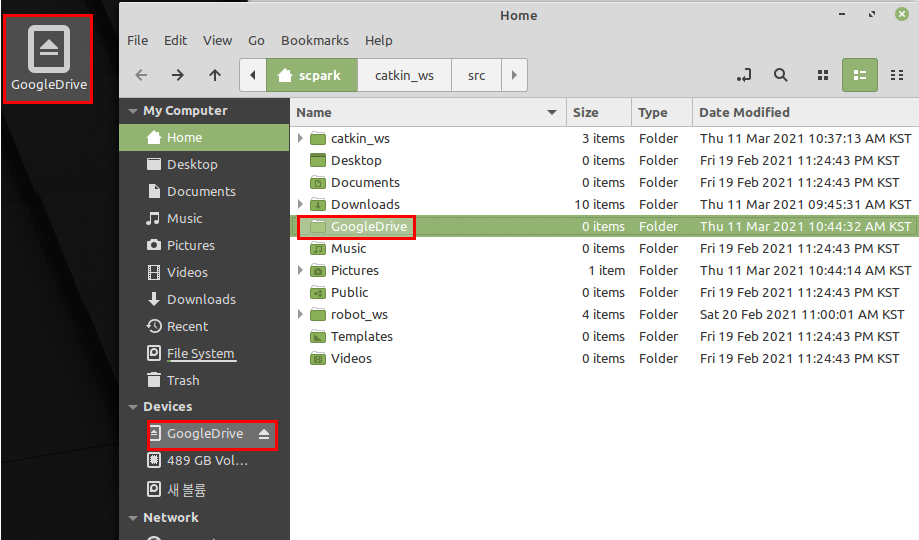 GoogleDrive
Home
File Edit View Go Bookmarks Help
scpark catkin_ws src
My Computer
Home
Desktop
Documents
Music
Pictures
Videos
Downloads
Recent
File System
Trash
Devices
GoogleDrive
489 GB Vol...
새 볼륨
Network
Name Size Type Date Modified
catkin_ws 3 items Folder Thu 11 Mar 2021 10:37:13 AM KST
Desktop 0 items Folder Fri 19 Feb 2021 11:24:43 PM KST
Documents 0 items Folder Fri 19 Feb 2021 11:24:43 PM KST
Downloads 10 items Folder Thu 11 Mar 2021 09:45:31 AM KST
GoogleDrive 0 items Folder Thu 11 Mar 2021 10:44:32 AM KST
Music 0 items Folder Fri 19 Feb 2021 11:24:43 PM KST
Pictures 1 item Folder Thu 11 Mar 2021 10:44:14 AM KST
Public 0 items Folder Fri 19 Feb 2021 11:24:43 PM KST
robot_ws 4 items Folder Sat 20 Feb 2021 11:00:01 AM KST
Templates 0 items Folder Fri 19 Feb 2021 11:24:43 PM KST
Videos 0 items Folder Fri 19 Feb 2021 11:24:43 PM KST